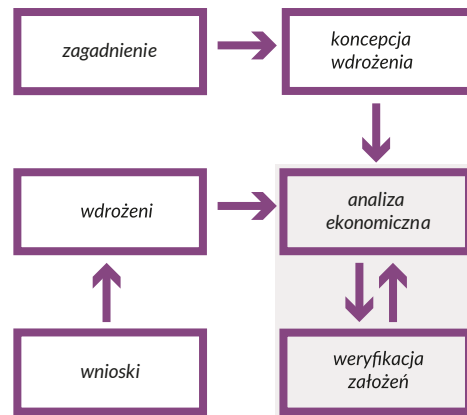 zagadnienie
koncepcja
wdrożenia
wdrożeni
analiza
ekonomiczna
wnioski
weryfikacja
założeń